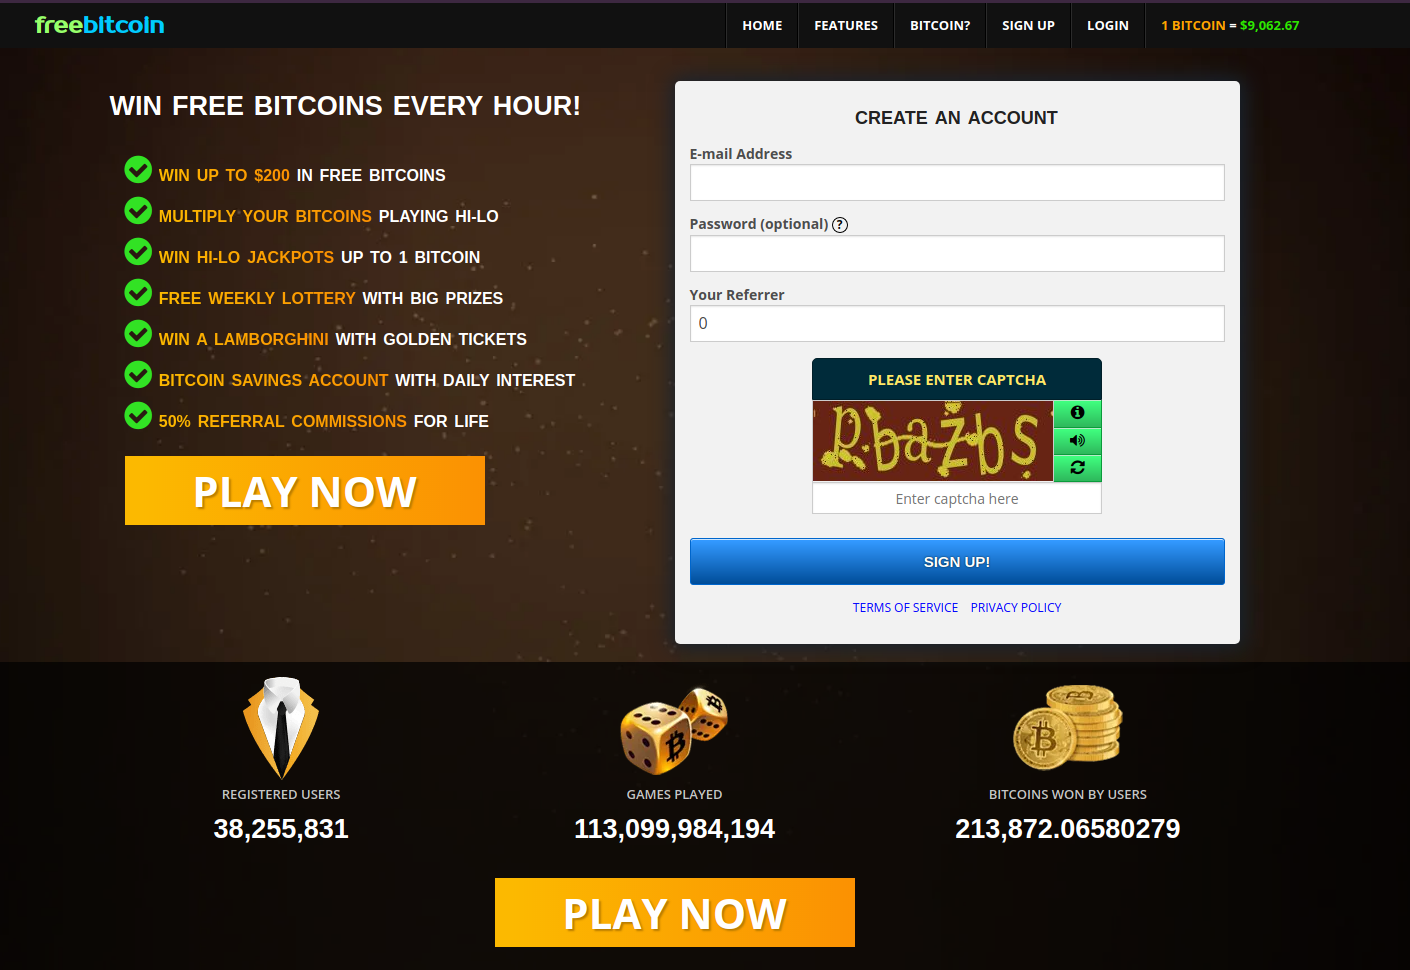 freebitcoin
HOME
FEATURES
BITCOIN?
SIGN UP
LOGIN
1 BITCOIN = $9,062.67
WIN FREE BITCOINS EVERY HOUR!
WIN UP TO $200 IN FREE BITCOINS
MULTIPLY YOUR BITCOINS PLAYING HI-LO
WIN HI-LO JACKPOTS UP TO 1 BITCOIN
FREE WEEKLY LOTTERY WITH BIG PRIZES
WIN A LAMBORGHINI WITH GOLDEN TICKETS
BITCOIN SAVINGS ACCOUNT WITH DAILY INTEREST
50% REFERRAL COMMISSIONS FOR LIFE
PLAY NOW
CREATE AN ACCOUNT
E-mail Address
Password (optional) ?
Your Referrer
0
PLEASE ENTER CAPTCHA
pbazbs
Enter captcha here
SIGN UP!
TERMS OF SERVICE PRIVACY POLICY
REGISTERED USERS
38,255,831
GAMES PLAYED
113,099,984,194
BITCOINS WON BY USERS
213,872.06580279
PLAY NOW